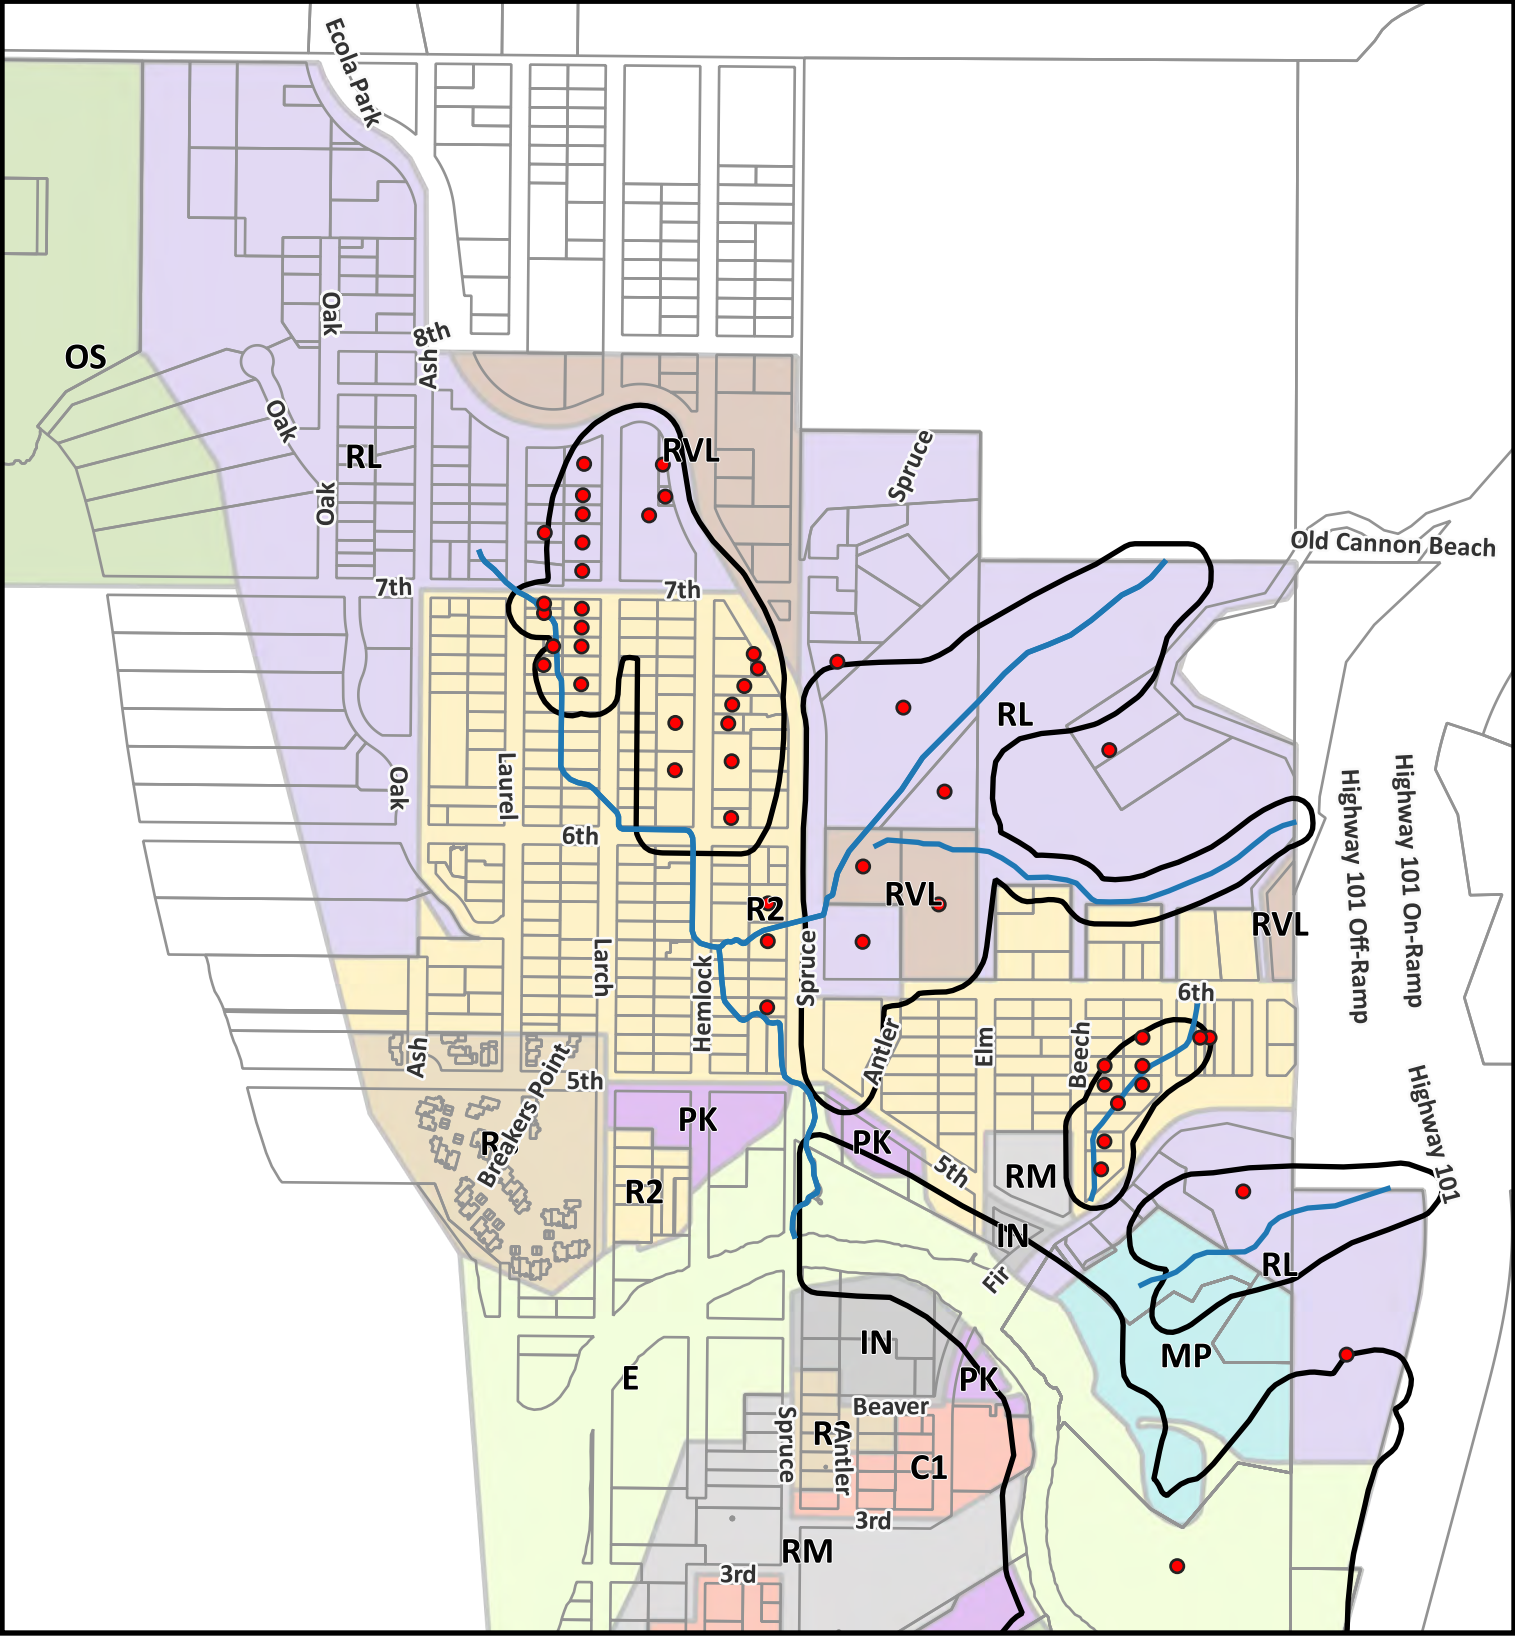 Ecola Park
Oak
8th
Ash
OS
Oak
RL
RVL
Spruce
Oak
Old Cannon Beach
7th
7th
RL
Oak
Laurel
6th
Highway 101 Off-Ramp
Highway 101 On-Ramp
R2
RVL
RVL
Larch
Hemlock
Spruce
6th
Ash
Antler
Elm
Beech
5th
Breakers Point
PK
PK
5th
RM
R2
Highway 101
IN
Fir
RL
IN
MP
E
PK
Beaver
Spruce
Antler
C1
3rd
RM
3rd